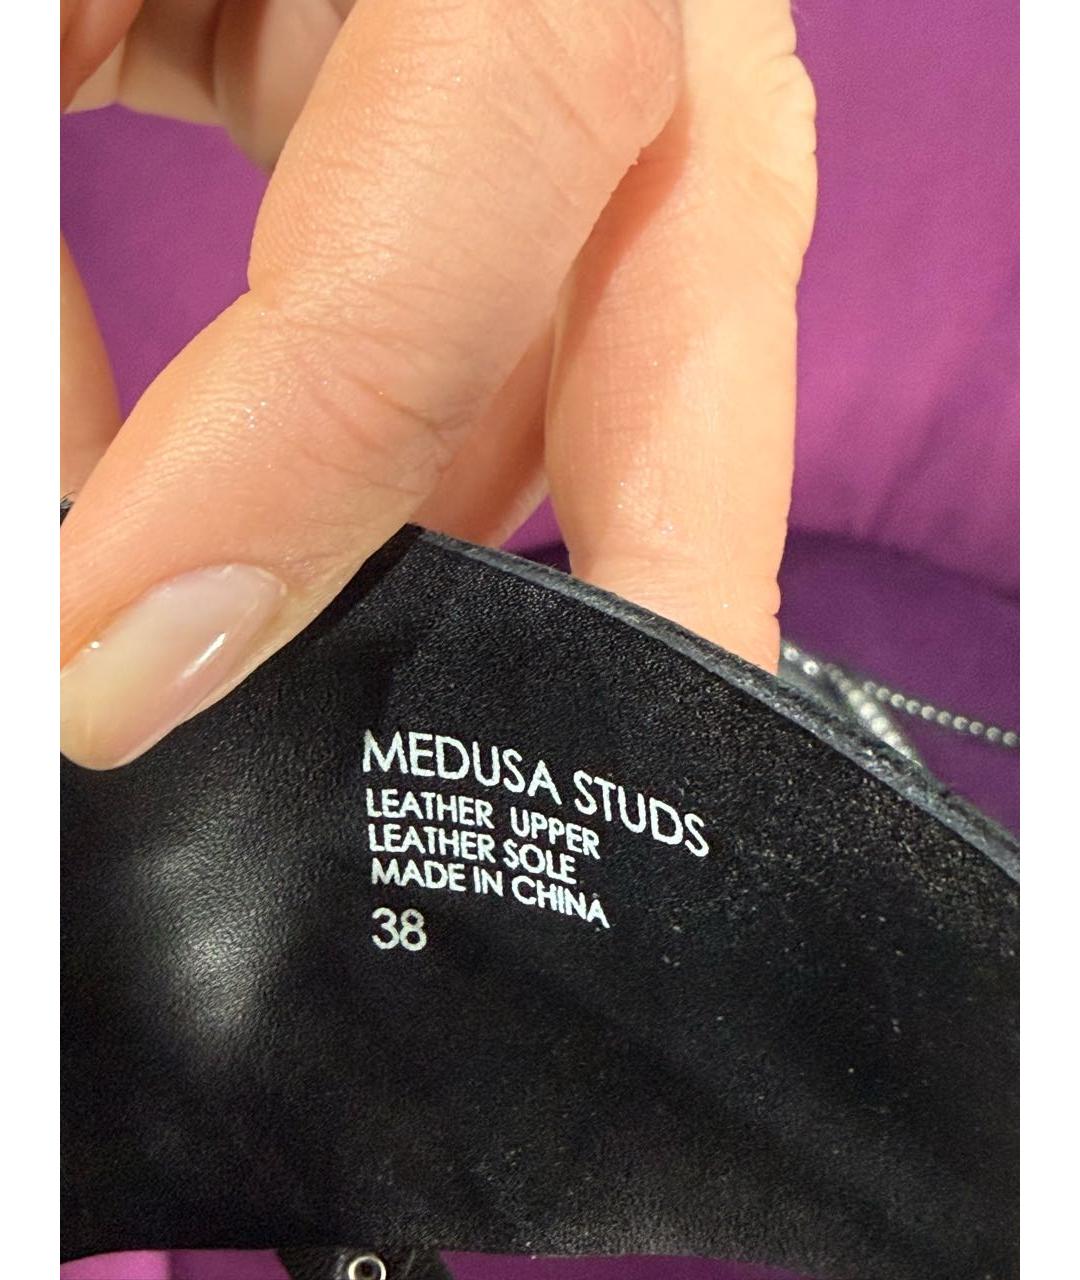 MEDUSA STUDS
LEATHER UPPER
LEATHER SOLE
MADE IN CHINA
38